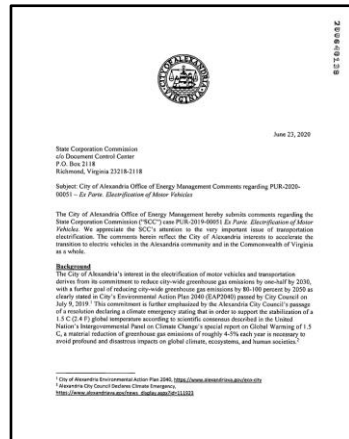 CITY OF ALEXANDRIA
VIRGINIA
June 23, 2020
State Corporation Commission
c/o Document Control Center
P.O. Box 2118
Richmond, Virginia 23218-2118
Subject: City of Alexandria Office of Energy Management Comments regarding PUR-2020-
00051 – Ex Parte. Electrification of Motor Vehicles
The City of Alexandria Office of Energy Management hereby submits comments regarding the
State Corporation Commission ("SCC") case PUR-2019-00051 Ex Parte. Electrification of Motor
Vehicles. We appreciate the SCC's attention to the very important issue of transportation
electrification. The comments herein reflect the City of Alexandria interests to accelerate the
transition to electric vehicles in the Alexandria community and in the Commonwealth of Virginia
as a whole.
Background
The City of Alexandria's interest in the electrification of motor vehicles and transportation
derives from its commitment to reduce city-wide greenhouse gas emissions by one-half by 2030,
with a further goal of reducing city-wide greenhouse gas emissions by 80-100 percent by 2050 as
clearly stated in City's Environmental Action Plan 2040 (EAP2040) passed by City Council on
July 9, 2019.1 This commitment is further emphasized by the Alexandria City Council's passage
of a resolution declaring a climate emergency stating that in order to support the stabilization of a
1.5 C (2.4 F) global temperature according to scientific consensus described in the United
Nation's Intergovernmental Panel on Climate Change's special report on Global Warming of 1.5
C, a material reduction of greenhouse gas emissions of roughly 4-5% each year is necessary to
avoid profound and disastrous impacts on global climate, ecosystems, and human societies.2
1 City of Alexandria Environmental Action Plan 2040, https://www.alexandriava.gov/eco-city
2 Alexandria City Council Declares Climate Emergency,